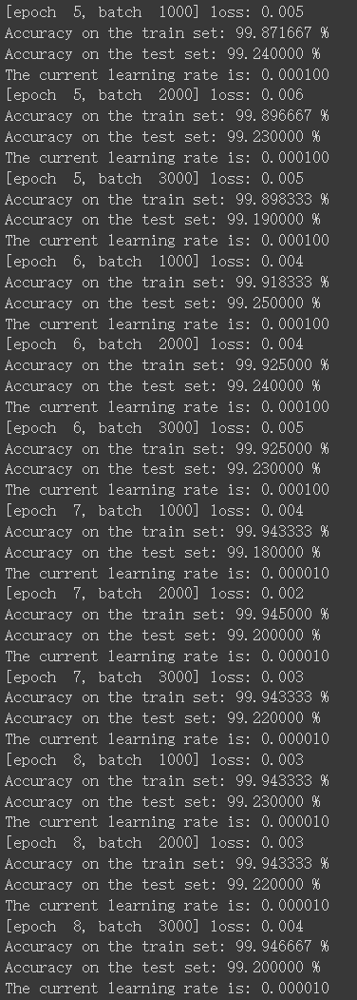 [epoch  5, batch  1000] loss: 0.005
Accuracy on the train set: 99.871667 %
Accuracy on the test set: 99.240000 %
The current learning rate is: 0.000100
[epoch  5, batch  2000] loss: 0.006
Accuracy on the train set: 99.896667 %
Accuracy on the test set: 99.230000 %
The current learning rate is: 0.000100
[epoch  5, batch  3000] loss: 0.005
Accuracy on the train set: 99.898333 %
Accuracy on the test set: 99.190000 %
The current learning rate is: 0.000100
[epoch  6, batch  1000] loss: 0.004
Accuracy on the train set: 99.918333 %
Accuracy on the test set: 99.250000 %
The current learning rate is: 0.000100
[epoch  6, batch  2000] loss: 0.004
Accuracy on the train set: 99.925000 %
Accuracy on the test set: 99.240000 %
The current learning rate is: 0.000100
[epoch  6, batch  3000] loss: 0.005
Accuracy on the train set: 99.925000 %
Accuracy on the test set: 99.230000 %
The current learning rate is: 0.000100
[epoch  7, batch  1000] loss: 0.004
Accuracy on the train set: 99.943333 %
Accuracy on the test set: 99.180000 %
The current learning rate is: 0.000010
[epoch  7, batch  2000] loss: 0.002
Accuracy on the train set: 99.945000 %
Accuracy on the test set: 99.200000 %
The current learning rate is: 0.000010
[epoch  7, batch  3000] loss: 0.003
Accuracy on the train set: 99.943333 %
Accuracy on the test set: 99.220000 %
The current learning rate is: 0.000010
[epoch  8, batch  1000] loss: 0.003
Accuracy on the train set: 99.943333 %
Accuracy on the test set: 99.230000 %
The current learning rate is: 0.000010
[epoch  8, batch  2000] loss: 0.003
Accuracy on the train set: 99.943333 %
Accuracy on the test set: 99.220000 %
The current learning rate is: 0.000010
[epoch  8, batch  3000] loss: 0.004
Accuracy on the train set: 99.946667 %
Accuracy on the test set: 99.200000 %
The current learning rate is: 0.000010